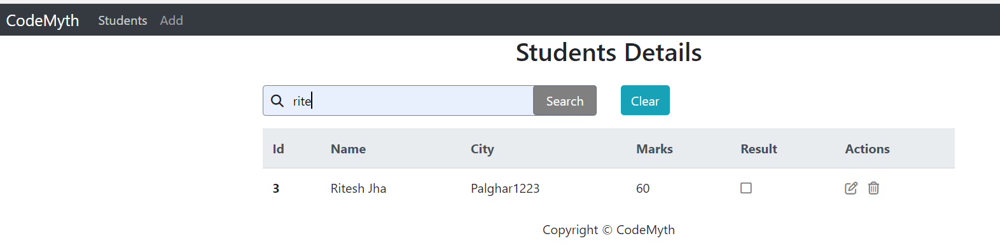 CodeMyth Students Add
Students Details
rite Search Clear
Id Name City Marks Result Actions
3 Ritesh Jha Palghar1223 60
Copyright © CodeMyth